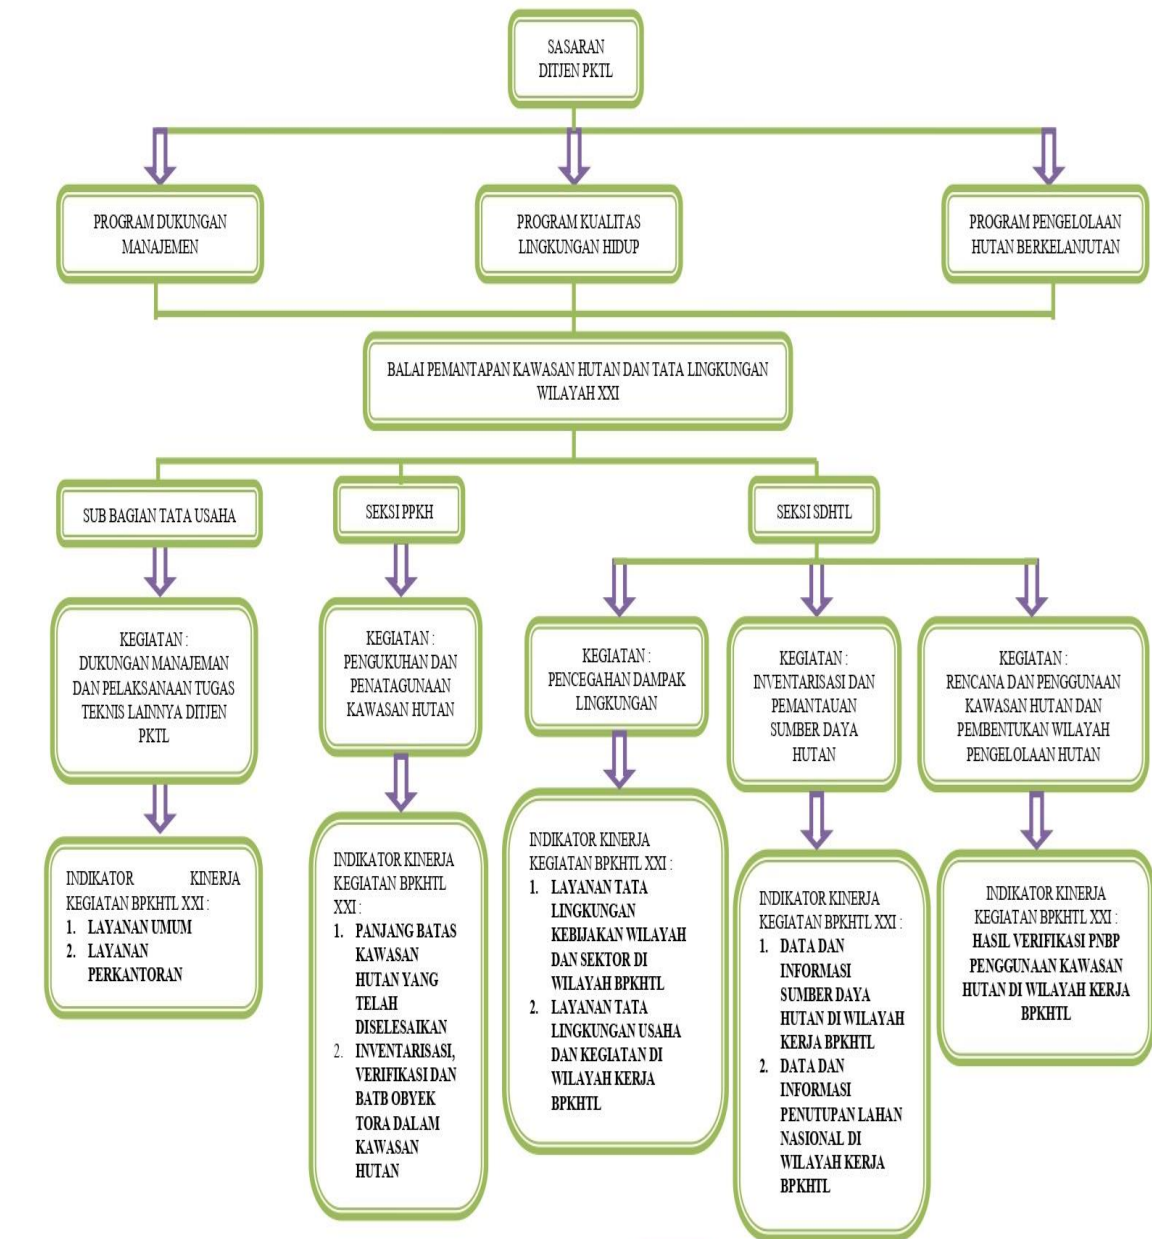 SASARAN
DITJEN PKTL
PROGRAM DUKUNGAN
MANAJEMEN
PROGRAM KUALITAS
LINGKUNGAN HIDUP
PROGRAM PENGELOLAAN
HUTAN BERKELANJUTAN
BALAI PEMANTAPAN KAWASAN HUTAN DAN TATA LINGKUNGAN
WILAYAH XXI
SUB BAGIAN TATA USAHA
SEKSI PPKH
SEKSI SDHTL
KEGIATAN :
DUKUNGAN MANAJEMAN
DAN PELAKSANAAN TUGAS
TEKNIS LAINNYA DITJEN
PKTL
KEGIATAN :
PENGUKUHAN DAN
PENATAGUNAAN
KAWASAN HUTAN
KEGIATAN :
PENCEGAHAN DAMPAK
LINGKUNGAN
KEGIATAN :
INVENTARISASI DAN
PEMANTAUAN
SUMBER DAYA
HUTAN
KEGIATAN :
RENCANA DAN PENGGUNAAN
KAWASAN HUTAN DAN
PEMBENTUKAN WILAYAH
PENGELOLAAN HUTAN
INDIKATOR KINERJA
KEGIATAN BPKHTL XXI :
1. LAYANAN UMUM
2. LAYANAN
PERKANTORAN
INDIKATOR KINERJA
KEGIATAN BPKHTL
XXI :
1. PANJANG BATAS
KAWASAN
HUTAN YANG
TELAH
DISELESAIKAN
2. INVENTARISASI,
VERIFIKASI DAN
BATB OBYEK
TORA DALAM
KAWASAN
HUTAN
INDIKATOR KINERJA
KEGIATAN BPKHTL XXI :
1. LAYANAN TATA
LINGKUNGAN
KEBIJAKAN WILAYAH
DAN SEKTOR DI
WILAYAH BPKHTL
2. LAYANAN TATA
LINGKUNGAN USAHA
DAN KEGIATAN DI
WILAYAH KERJA
BPKHTL
INDIKATOR KINERJA
KEGIATAN BPKHTL XXI :
1. DATA DAN
INFORMASI
SUMBER DAYA
HUTAN DI WILAYAH
KERJA BPKHTL
2. DATA DAN
INFORMASI
PENUTUPAN LAHAN
NASIONAL DI
WILAYAH KERJA
BPKHTL
INDIKATOR KINERJA
KEGIATAN BPKHTL XXI :
HASIL VERIFIKASI PNBP
PENGGUNAAN KAWASAN
HUTAN DI WILAYAH KERJA
BPKHTL